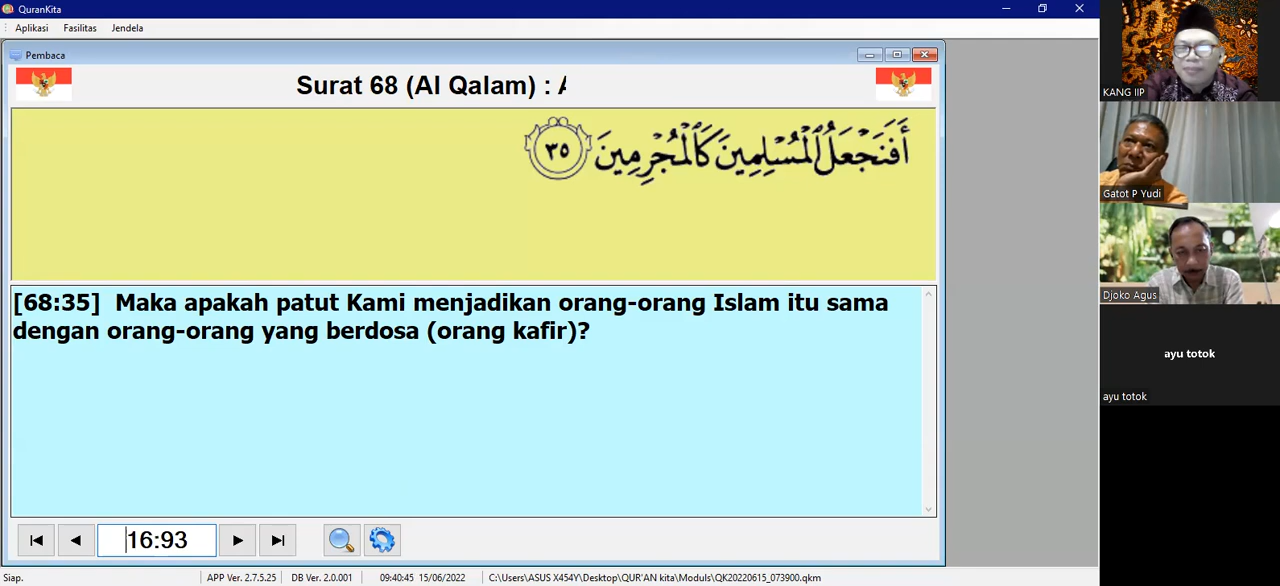 QuranKita
Aplikasi Fasilitas Jendela
Pembaca
Surat 68 (Al Qalam) :
أَفَنَجْعَلُ ٱلْمُسْلِمِينَ كَٱلْمُجْرِمِينَ ٣٥
[68:35] Maka apakah patut Kami menjadikan orang-orang Islam itu sama
dengan orang-orang yang berdosa (orang kafir)?
16:93
Siap. APP Ver. 2.7.5.25 DB Ver. 2.0.001 09:40:45 15/06/2022 C:\Users\ASUS X454Y\Desktop\QUR'AN kita\Moduls\QK20220615_073900.qkm
KANG IIP
Gatot P Yudi
Djoko Agus
ayu totok
ayu totok